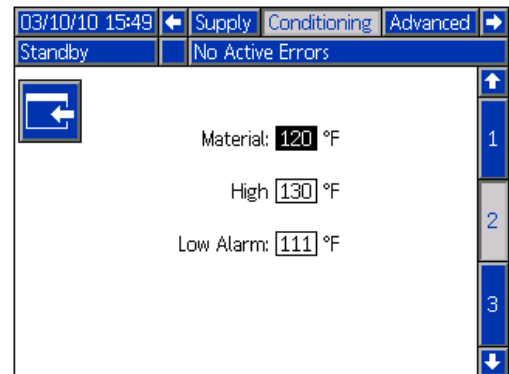 03/10/10 15:49 Supply Conditioning Advanced
Standby No Active Errors
Material: 120 °F
1
High 130 °F
2
Low Alarm: 111 °F
3